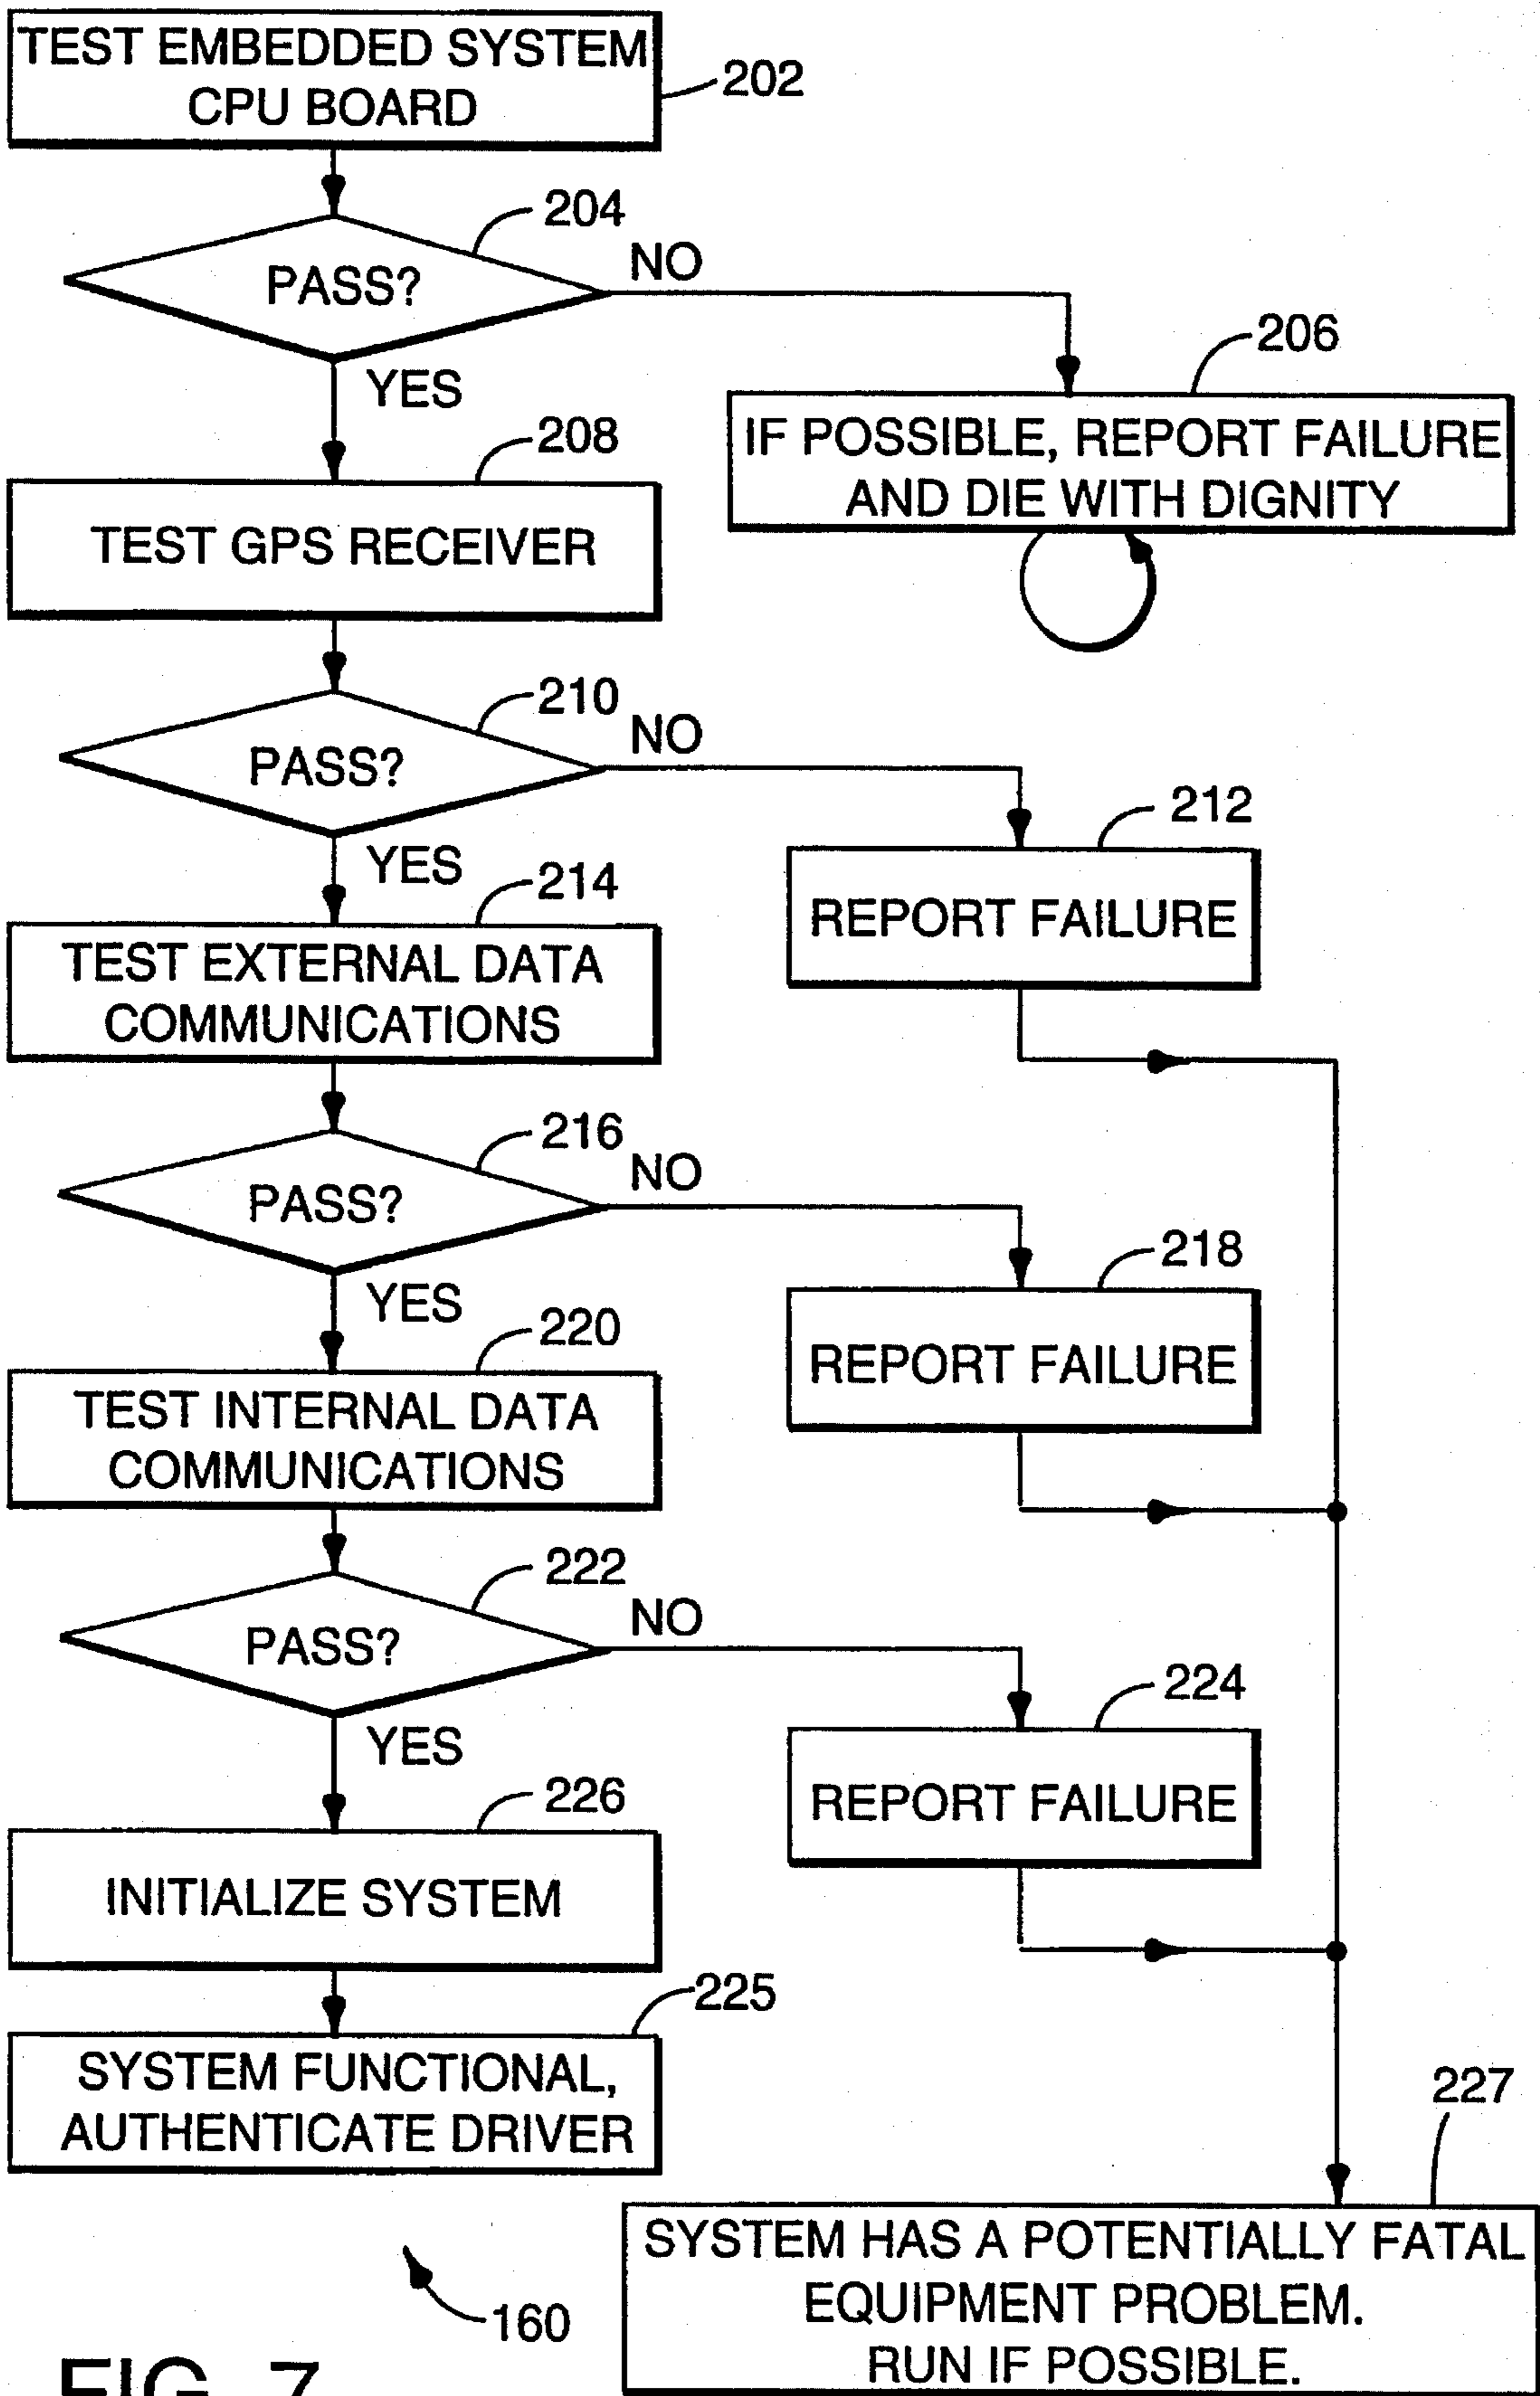 TEST EMBEDDED SYSTEM
CPU BOARD
202
204
PASS?
NO
YES
206
IF POSSIBLE, REPORT FAILURE
AND DIE WITH DIGNITY
208
TEST GPS RECEIVER
210
PASS?
NO
YES
212
REPORT FAILURE
214
TEST EXTERNAL DATA
COMMUNICATIONS
216
PASS?
NO
YES
218
REPORT FAILURE
220
TEST INTERNAL DATA
COMMUNICATIONS
222
PASS?
NO
YES
224
REPORT FAILURE
226
INITIALIZE SYSTEM
225
SYSTEM FUNCTIONAL,
AUTHENTICATE DRIVER
227
SYSTEM HAS A POTENTIALLY FATAL
EQUIPMENT PROBLEM.
RUN IF POSSIBLE.
160
FIG. 7